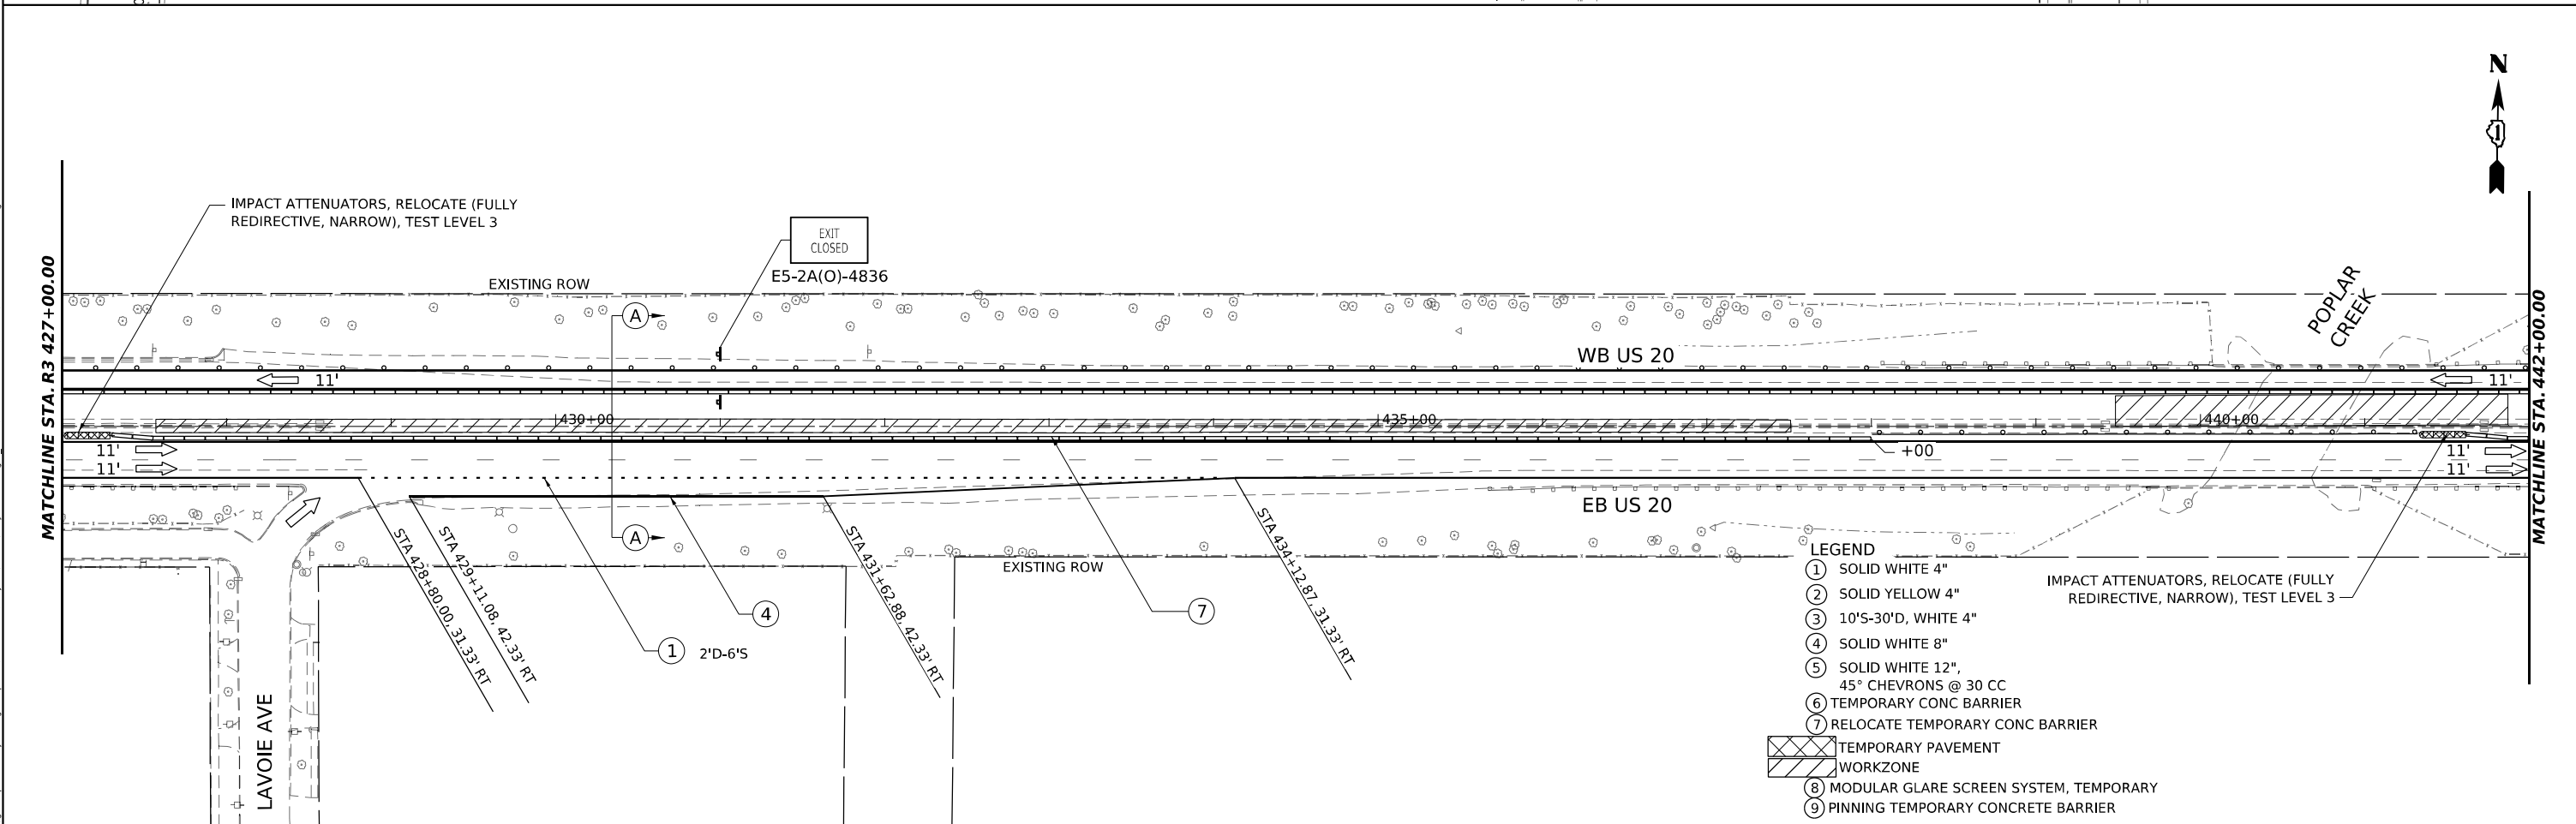 N
1
IMPACT ATTENUATORS, RELOCATE (FULLY
REDIRECTIVE, NARROW), TEST LEVEL 3
EXIT
CLOSED
E5-2A(O)-4836
EXISTING ROW
A
POPLAR
CREEK
MATCHLINE STA. R3 427+00.00
MATCHLINE STA. 442+00.00
WB US 20
11'
11'
430+00
435+00
440+00
11'
11'
+00
11'
11'
EB US 20
A
STA 428+80.00, 31.33' RT
STA 429+11.08, 42.33' RT
STA 431+62.88, 42.33' RT
STA 434+12.87, 31.33' RT
EXISTING ROW
4
7
1 2'D-6'S
LAVOIE AVE
IMPACT ATTENUATORS, RELOCATE (FULLY
REDIRECTIVE, NARROW), TEST LEVEL 3
LEGEND
1 SOLID WHITE 4"
2 SOLID YELLOW 4"
3 10'S-30'D, WHITE 4"
4 SOLID WHITE 8"
5 SOLID WHITE 12",
45° CHEVRONS @ 30 CC
6 TEMPORARY CONC BARRIER
7 RELOCATE TEMPORARY CONC BARRIER
TEMPORARY PAVEMENT
WORKZONE
8 MODULAR GLARE SCREEN SYSTEM, TEMPORARY
9 PINNING TEMPORARY CONCRETE BARRIER